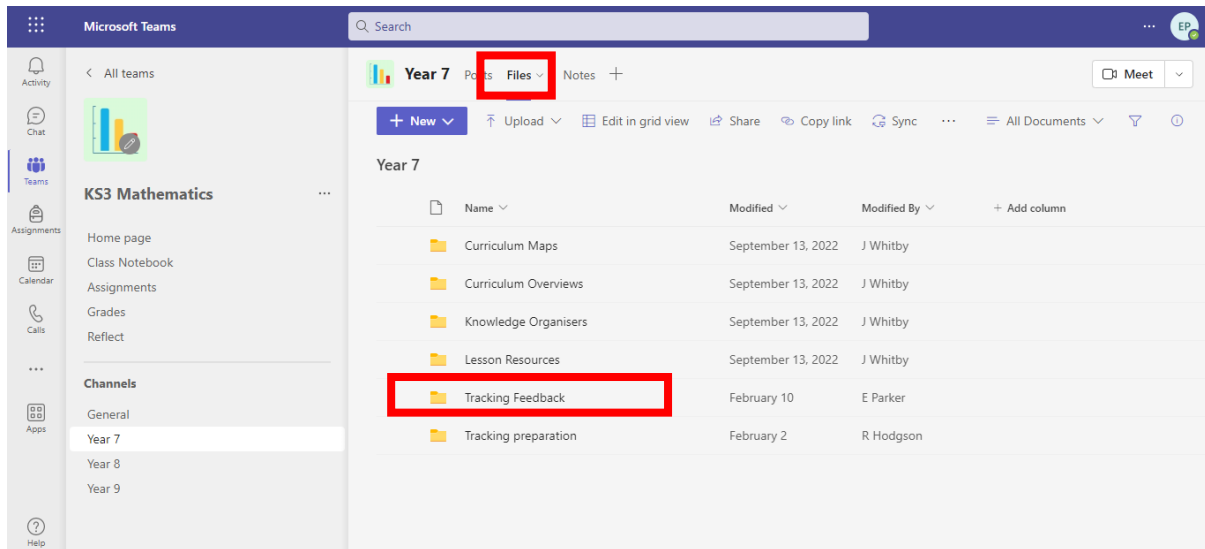 Microsoft Teams
Search
EP
Activity
Chat
Teams
Assignments
Calendar
Calls
Apps
Help
All teams
KS3 Mathematics
Home page
Class Notebook
Assignments
Grades
Reflect
Channels
General
Year 7
Year 8
Year 9
Year 7 Posts Files Notes +
Meet
+ New Upload Edit in grid view Share Copy link Sync ... All Documents
Year 7
Name Modified Modified By + Add column
Curriculum Maps September 13, 2022 J Whitby
Curriculum Overviews September 13, 2022 J Whitby
Knowledge Organisers September 13, 2022 J Whitby
Lesson Resources September 13, 2022 J Whitby
Tracking Feedback February 10 E Parker
Tracking preparation February 2 R Hodgson